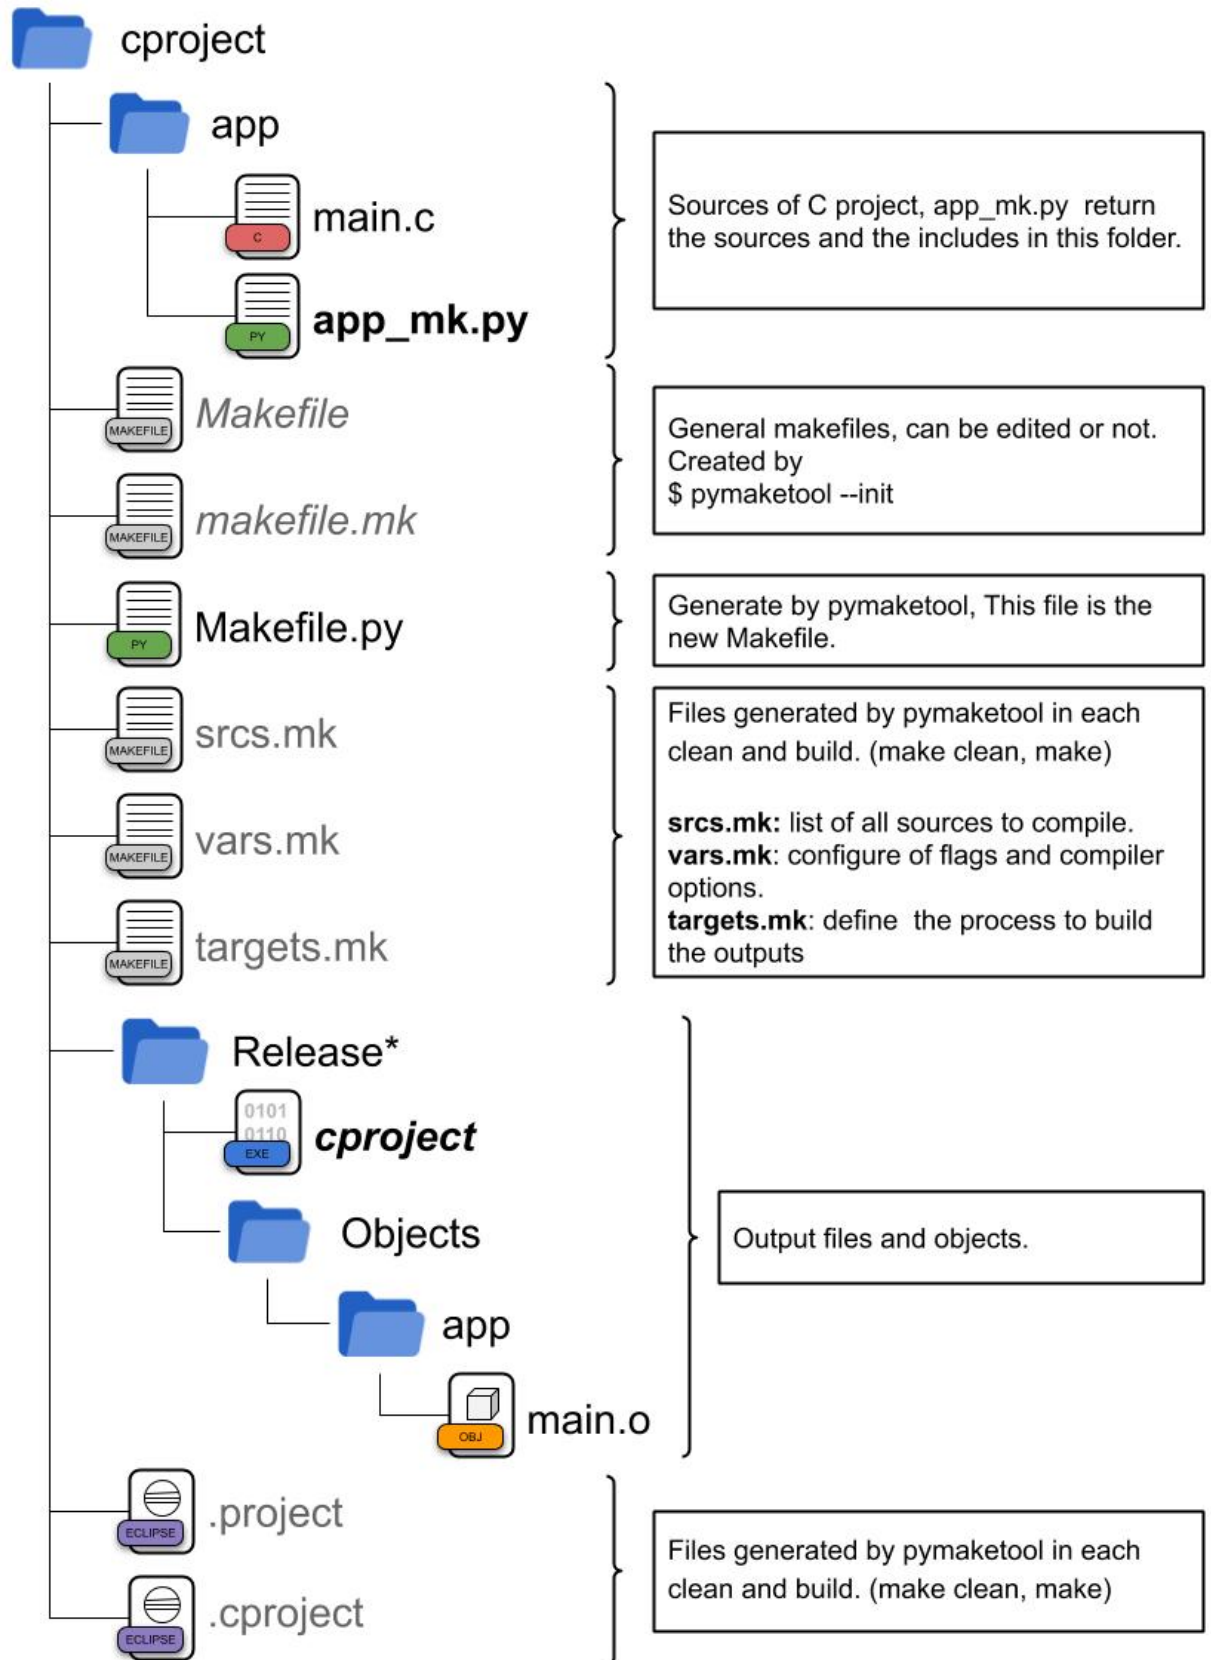 cproject
app
main.c
C
app_mk.py
PY
Sources of C project, app_mk.py return
the sources and the includes in this folder.
Makefile
MAKEFILE
makefile.mk
MAKEFILE
General makefiles, can be edited or not.
Created by
$ pymaketool --init
Makefile.py
PY
Generate by pymaketool, This file is the
new Makefile.
srcs.mk
MAKEFILE
vars.mk
MAKEFILE
targets.mk
MAKEFILE
Files generated by pymaketool in each
clean and build. (make clean, make)
srcs.mk: list of all sources to compile.
vars.mk: configure of flags and compiler
options.
targets.mk: define the process to build
the outputs
Release*
0101
0110
EXE
cproject
Objects
app
main.o
OBJ
Output files and objects.
.project
ECLIPSE
.cproject
ECLIPSE
Files generated by pymaketool in each
clean and build. (make clean, make)